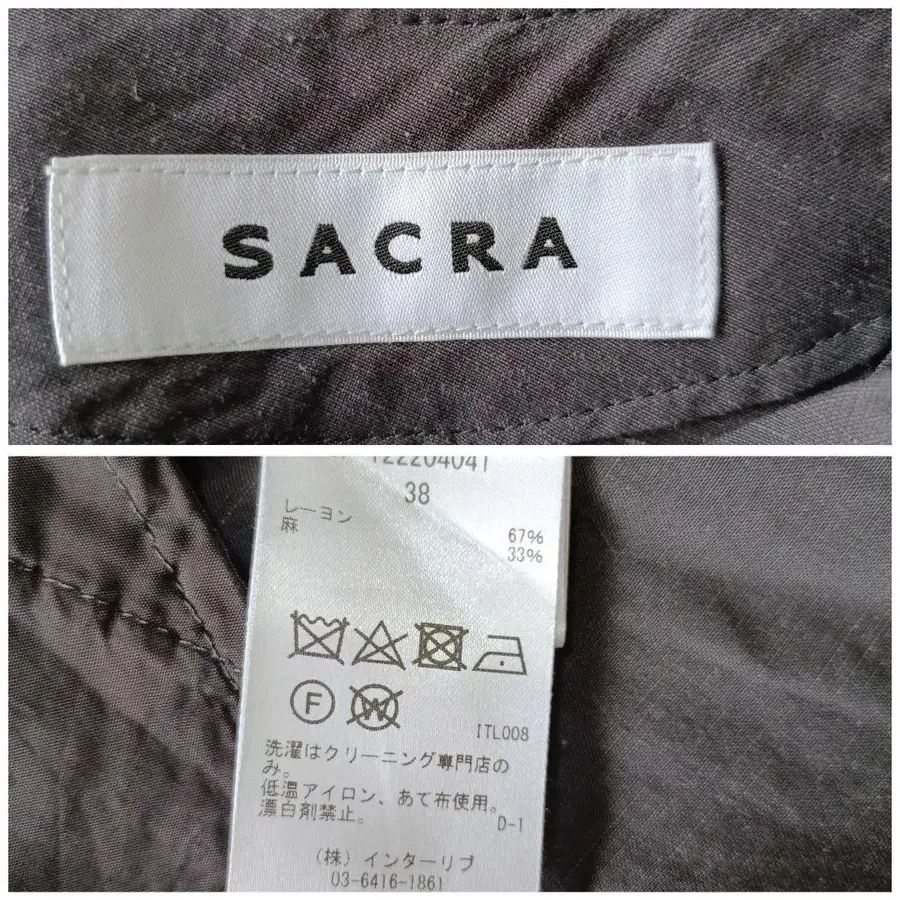 SACRA
122204041
38
レーヨン 67%
麻 33%
F W
ITL008
洗濯はクリーニング専門店の
み。
低温アイロン、あて布使用。
漂白剤禁止。
D-1
(株)インターリブ
03-6416-1861